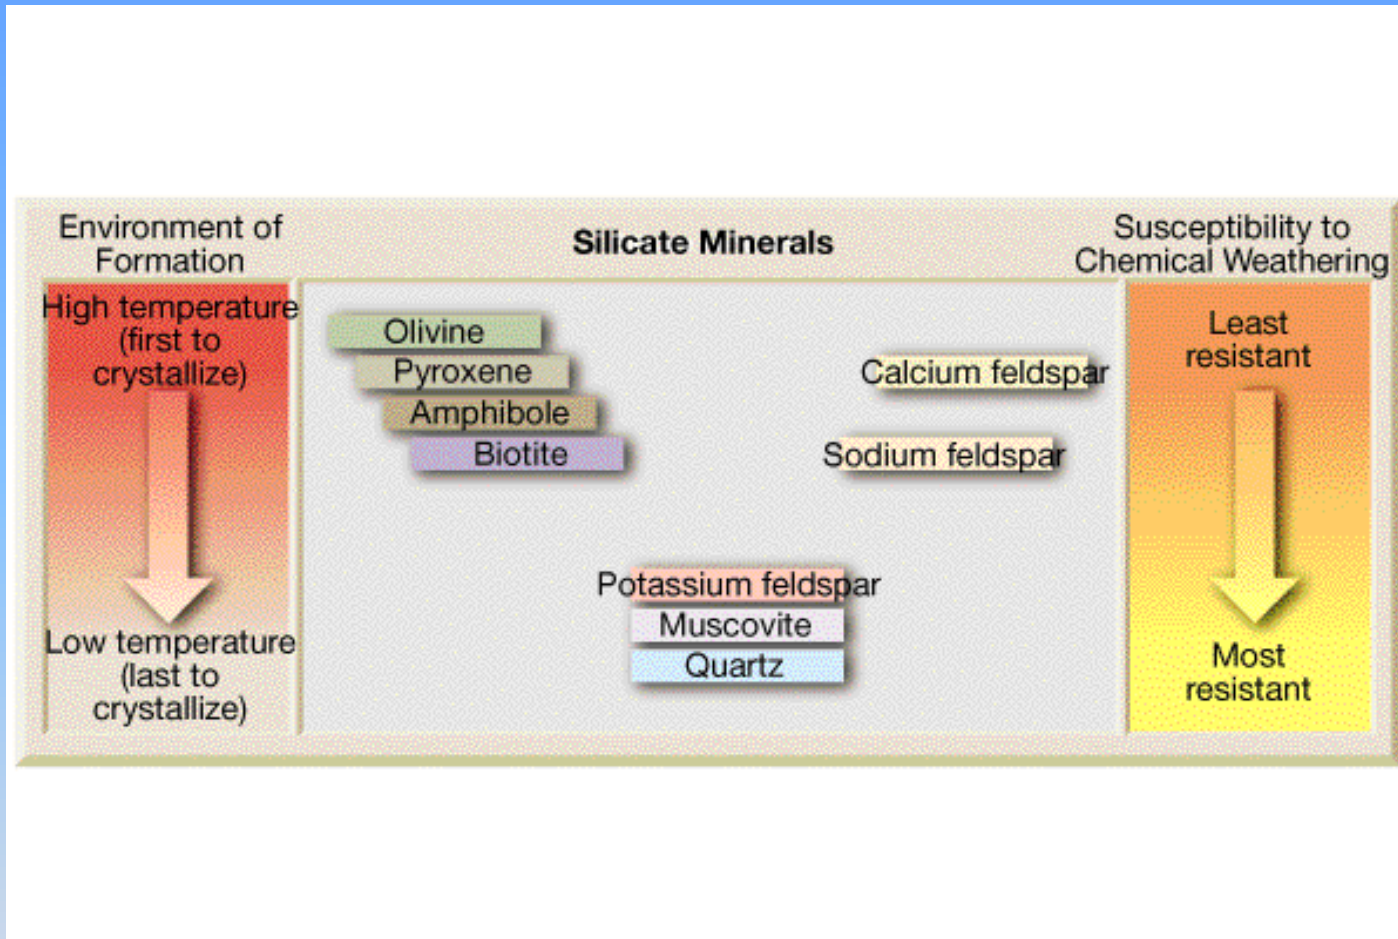 Environment of
Formation
Silicate Minerals
Susceptibility to
Chemical Weathering
High temperature
(first to
crystallize)
Low temperature
(last to
crystallize)
Olivine
Pyroxene
Amphibole
Biotite
Calcium feldspar
Sodium feldspar
Potassium feldspar
Muscovite
Quartz
Least
resistant
Most
resistant